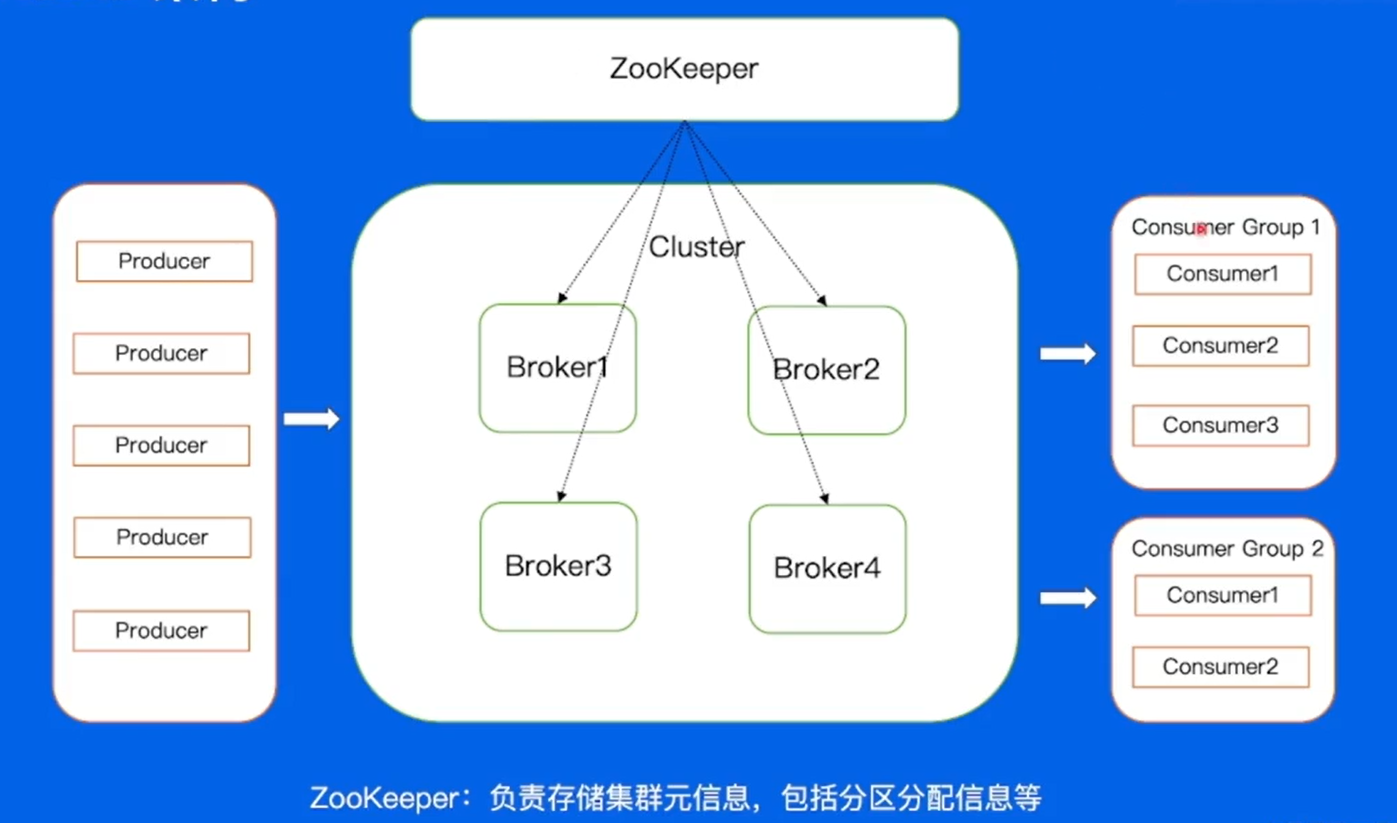 ZooKeeper
Cluster
Producer
Producer
Producer
Producer
Producer
Broker1
Broker2
Broker3
Broker4
Consumer Group 1
Consumer1
Consumer2
Consumer3
Consumer Group 2
Consumer1
Consumer2
ZooKeeper：负责存储集群元信息，包括分区分配信息等